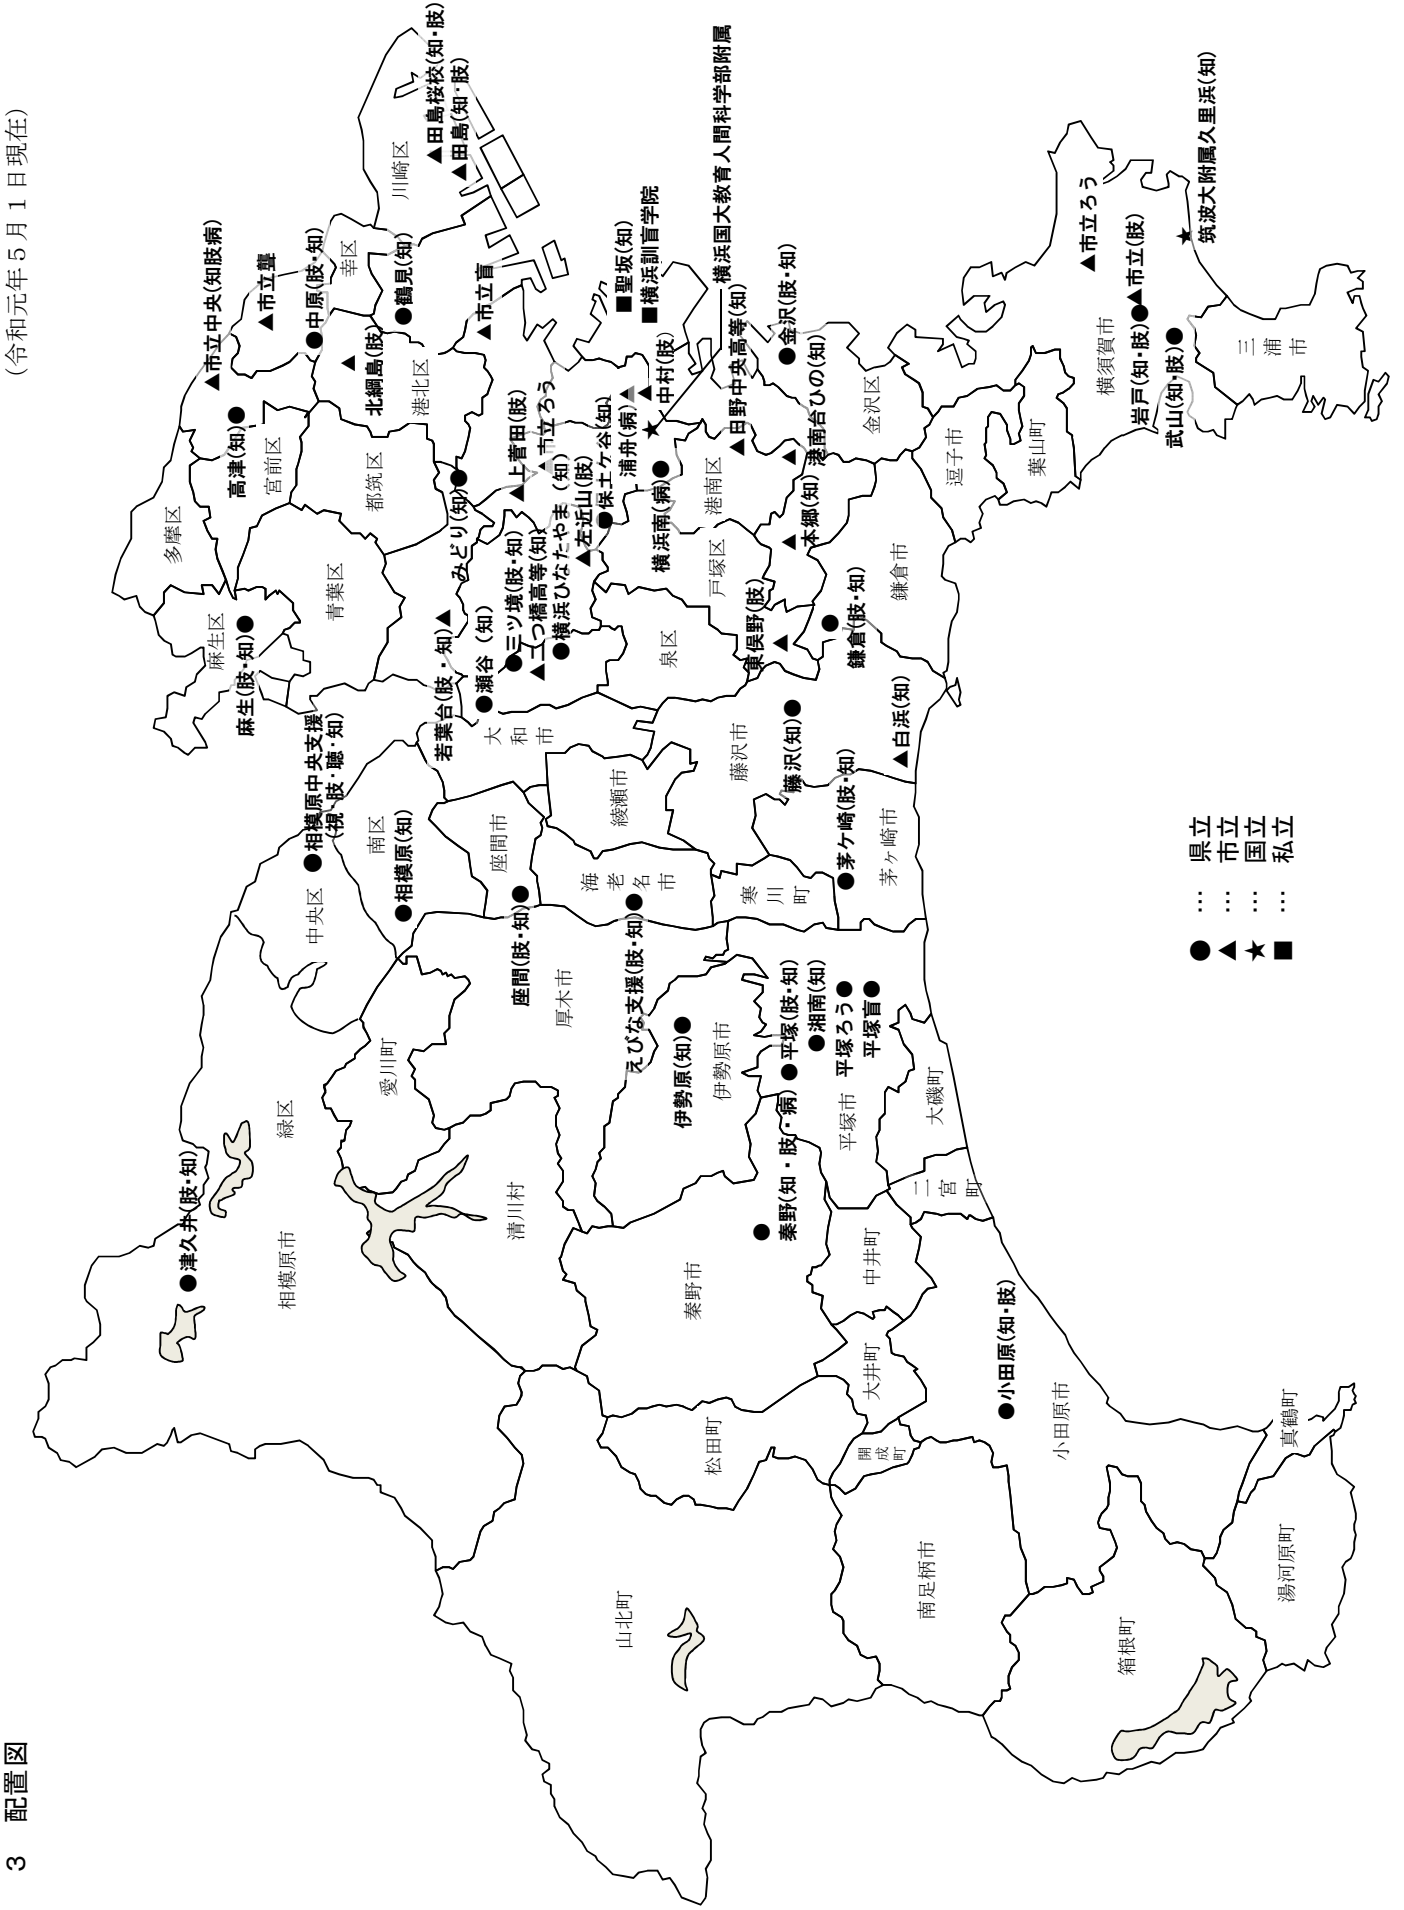 3　配置図
（令和元年５月１日現在）
●津久井(肢･知)
相模原市
緑区
中央区
●相模原中央支援
(視･肢･聴･知)
南区
●相模原(知)
麻生区
麻生(肢･知)●
多摩区
高津(知)●
宮前区
▲市立中央(知肢病)
▲市立聾
●中原(肢･知)
幸区
川崎区
▲田島桜校(知･肢)
▲田島(知･肢)
青葉区
都筑区
▲
北綱島(肢)
港北区
●鶴見(知)
▲市立盲
若葉台(肢・知)▲
みどり(知)●
●瀬谷（知）
●三ツ境(肢･知)
▲二つ橋高等(知)
●横浜ひなたやま（知）
▲上菅田(肢)
▲市立ろう
▲左近山(肢)
●保土ケ谷(知)
浦舟(病)▲
▲中村(肢)
■聖坂(知)
■横浜訓盲学院
★
横浜国大教育人間科学部附属
横浜南(病)●
▲日野中央高等(知)
港南区
戸塚区
泉区
●金沢(肢･知)
▲
港南台ひの(知)
金沢区
▲
本郷(知)
東俣野(肢)
▲
鎌倉市
●
鎌倉(肢･知)
逗子市
葉山町
横須賀市
▲市立ろう
▲市立(肢)
岩戸(知･肢)●
武山(知･肢)●
★
筑波大附属久里浜(知)
三浦市
大和市
座間市
座間(肢･知)●
綾瀬市
海老名市
えびな支援(肢･知)●
藤沢市
藤沢(知)●
▲白浜(知)
寒川町
●茅ケ崎(肢･知)
茅ヶ崎市
愛川町
厚木市
清川村
伊勢原(知)●
伊勢原市
●平塚(肢･知)
●湘南(知)
平塚ろう●
平塚盲●
平塚市
大磯町
二宮町
秦野市
●
秦野(知・肢・病)
中井町
大井町
松田町
開成町
●小田原(知･肢)
小田原市
山北町
南足柄市
箱根町
真鶴町
湯河原町
●　…　県立
▲　…　市立
★　…　国立
■　…　私立